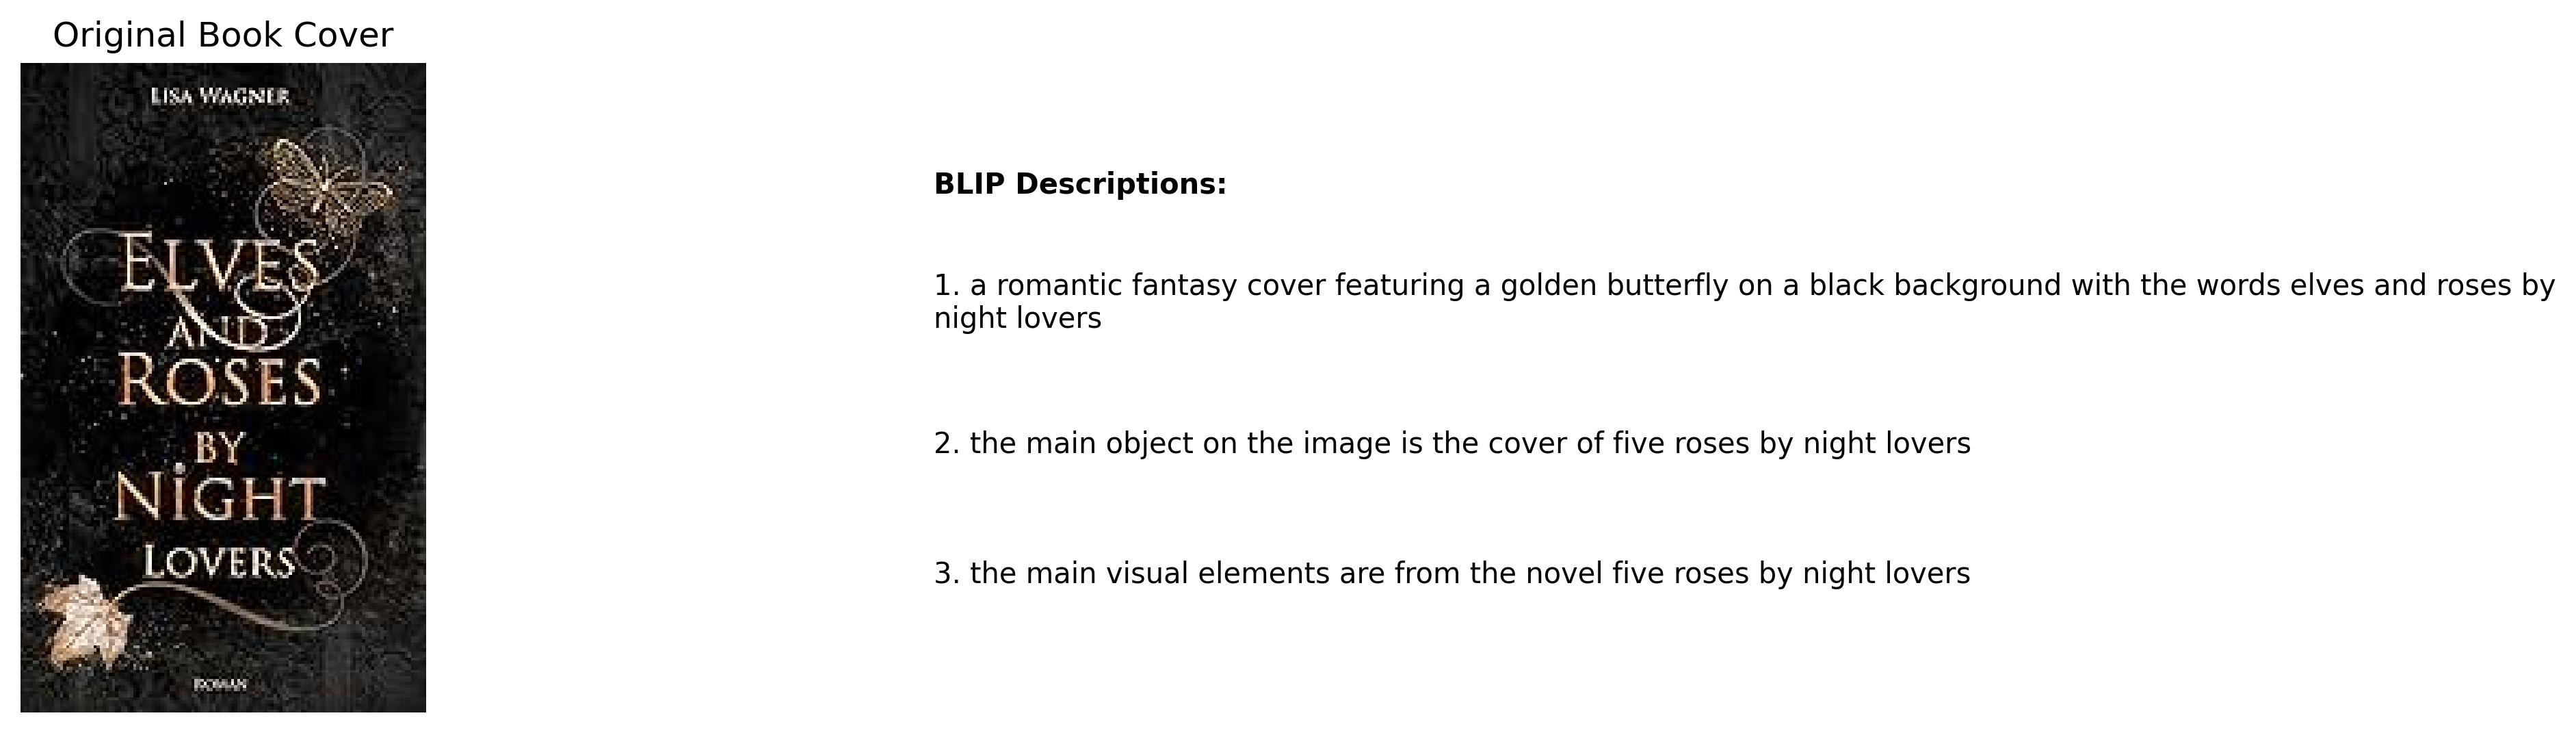 Original Book Cover
LISA WAGNER
ELVES
AND
ROSES
BY
NiGHT
LOVERS
ROMAN
BLIP Descriptions:
1. a romantic fantasy cover featuring a golden butterfly on a black background with the words elves and roses by
night lovers
2. the main object on the image is the cover of five roses by night lovers
3. the main visual elements are from the novel five roses by night lovers